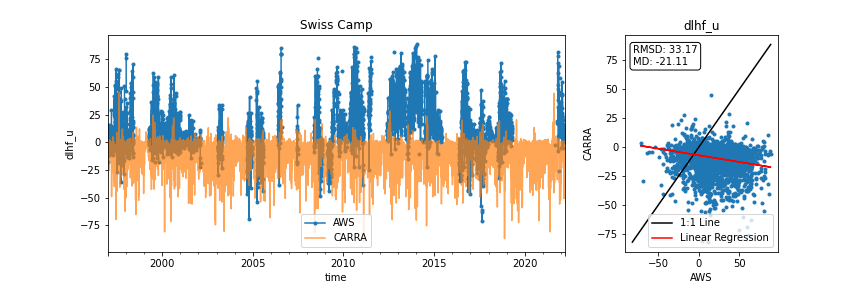 Swiss Camp
dlhf_u
75
50
25
0
−25
−50
−75
dlhf_u
2000
2005
2010
2015
2020
time
AWS
CARRA
dlhf_u
RMSD: 33.17
MD: -21.11
75
50
25
0
−25
−50
−75
CARRA
−50
0
50
AWS
1:1 Line
Linear Regression